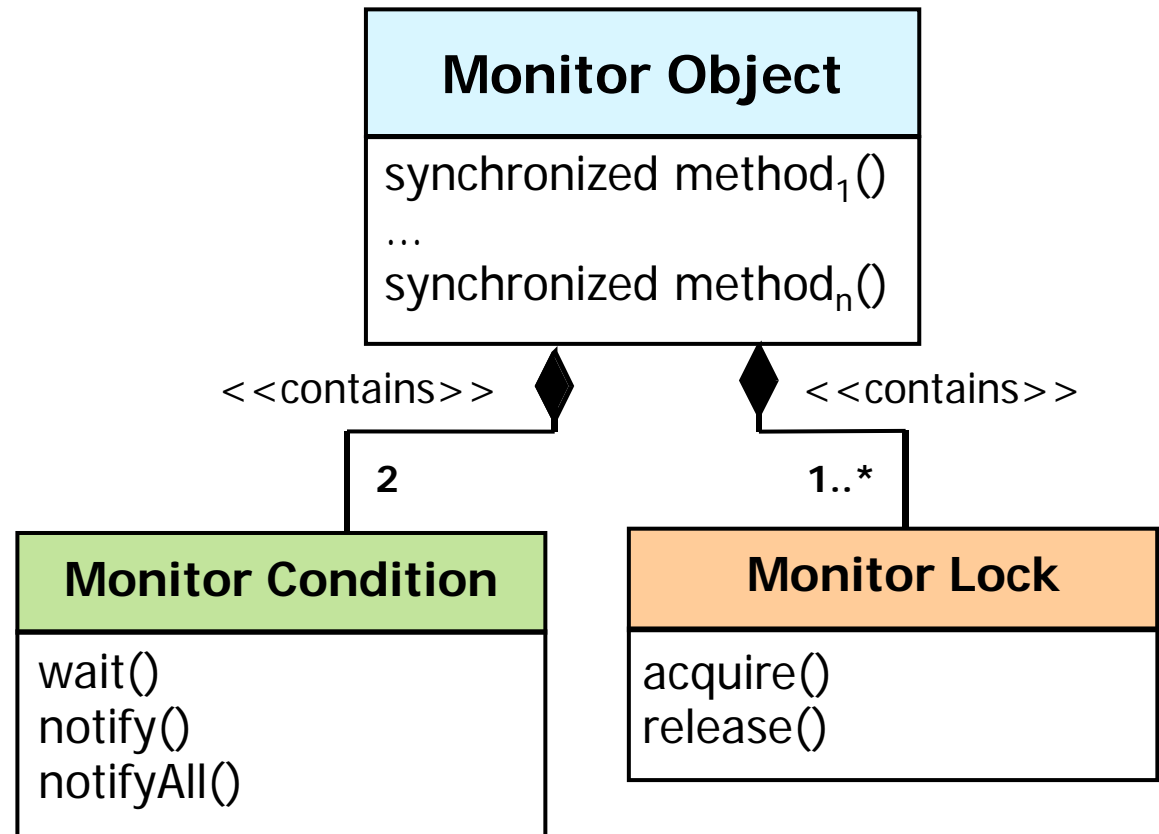 Monitor Object
synchronized method₁()
...
synchronized methodₙ()
<<contains>>
<<contains>>
2
1..*
Monitor Condition
wait()
notify()
notifyAll()
Monitor Lock
acquire()
release()